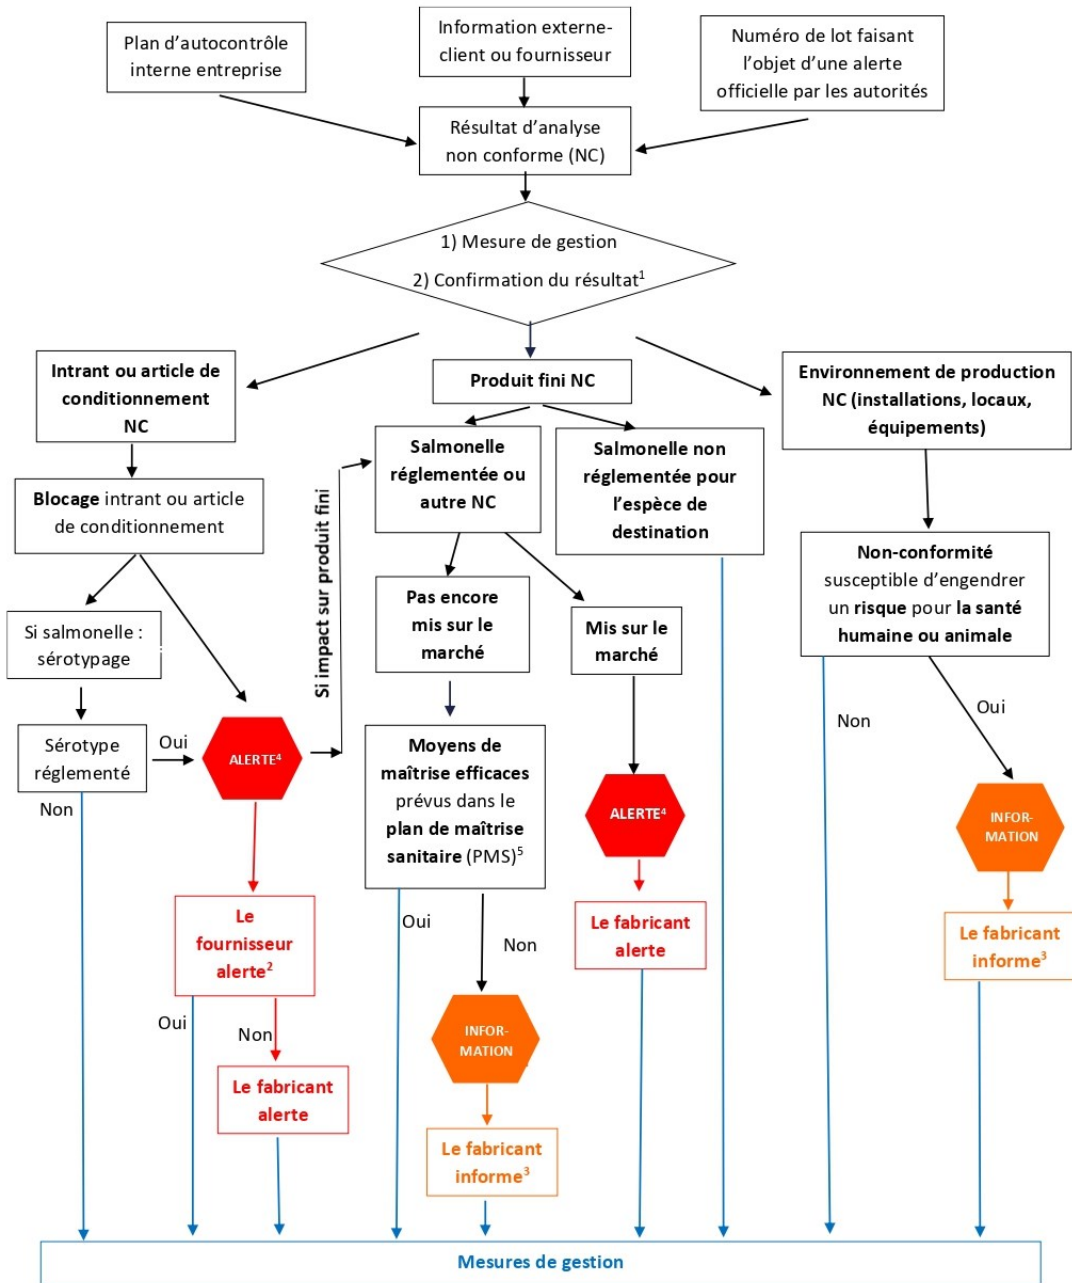 Plan d’autocontrôle
interne entreprise
Information externe-
client ou fournisseur
Numéro de lot faisant
l’objet d’une alerte
officielle par les autorités
Résultat d’analyse
non conforme (NC)
1) Mesure de gestion
2) Confirmation du résultat¹
Intrant ou article de
conditionnement
NC
Produit fini NC
Environnement de production
NC (installations, locaux,
équipements)
Blocage intrant ou article
de conditionnement
Si impact sur produit fini
Salmonelle
réglementée ou
autre NC
Salmonelle non
réglementée pour
l’espèce de
destination
Non-conformité
susceptible d’engendrer
un risque pour la santé
humaine ou animale
Si salmonelle :
sérotypage
Pas encore
mis sur le
marché
Mis sur le
marché
Sérotype
réglementé
Oui
Non
ALERTE⁴
Moyens de
maîtrise efficaces
prévus dans le
plan de maîtrise
sanitaire (PMS)⁵
ALERTE⁴
Non
Oui
INFOR-
MATION
Le
fournisseur
alerte²
Oui
Non
Le fabricant
alerte
Oui
Non
INFOR-
MATION
Le fabricant
informe³
Le fabricant
alerte
Le fabricant
informe³
Mesures de gestion